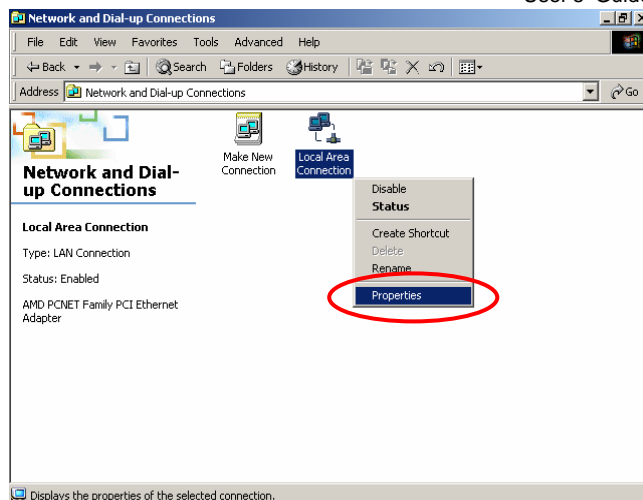 User's Guide
Network and Dial-up Connections
File Edit View Favorites Tools Advanced Help
Back Search Folders History
Address Network and Dial-up Connections Go
Make New
Connection
Local Area
Connection
Network and Dial-
up Connections
Local Area Connection
Type: LAN Connection
Status: Enabled
AMD PCNET Family PCI Ethernet
Adapter
Disable
Status
Create Shortcut
Delete
Rename
Properties
Displays the properties of the selected connection.